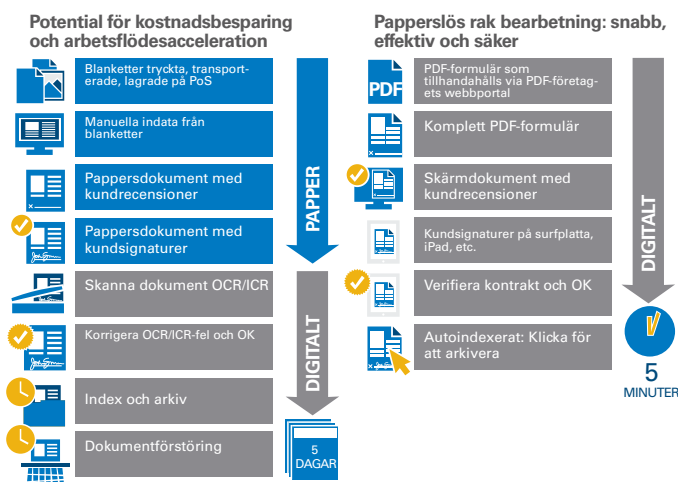 Potential för kostnadsbesparing
och arbetsflödesacceleration
Blanketter tryckta, transport-
erade, lagrade på PoS
Manuella indata från
blanketter
Pappersdokument med
kundrecensioner
Pappersdokument med
kundsignaturer
Skanna dokument OCR/ICR
Korrigera OCR/ICR-fel och OK
Index och arkiv
Dokumentförstöring
PAPPER
DIGITALT
5
DAGAR
Papperslös rak bearbetning: snabb,
effektiv och säker
PDF
PDF-formulär som
tillhandahålls via PDF-företag-
ets webbportal
Komplett PDF-formulär
Skärmdokument med
kundrecensioner
Kundsignaturer på surfplatta,
iPad, etc.
Verifiera kontrakt och OK
Autoindexerat: Klicka för
att arkivera
DIGITALT
5
MINUTER